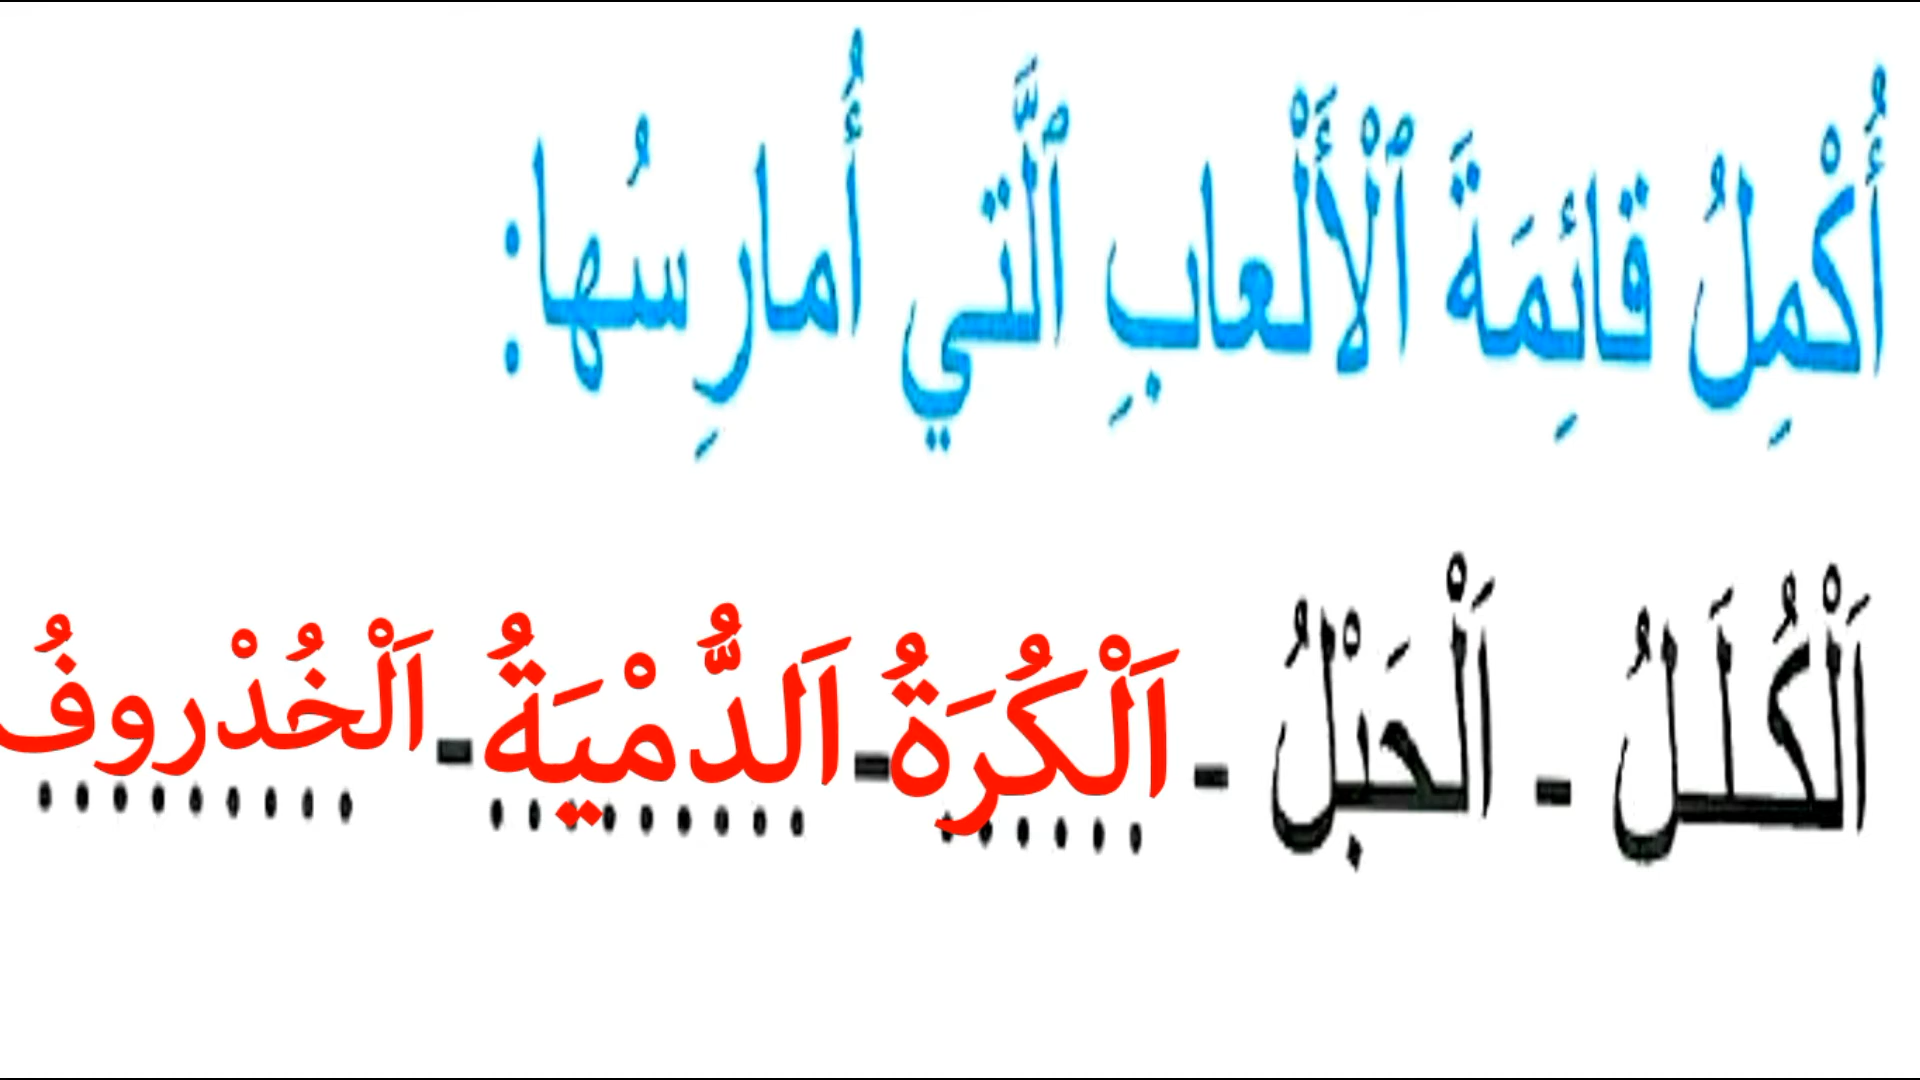 أُكْمِلُ قائِمَةَ ٱلْأَلْعابِ ٱلَّتي أُمارِسُها:
اَلْكُلَلُ - اَلْحَبْلُ - اَلْكُرَةُ - اَلدُّمْيَةُ - اَلْخُذْروفُ